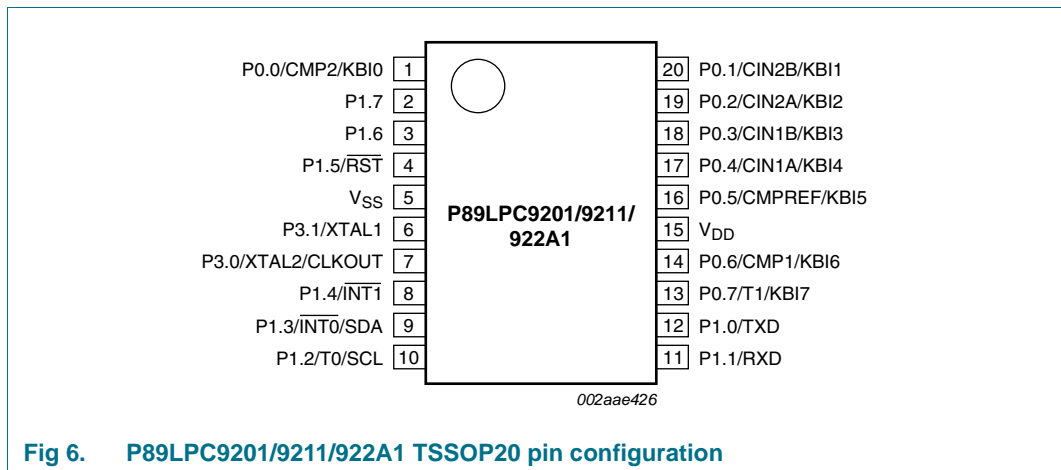 P0.0/CMP2/KBI0 1
20 P0.1/CIN2B/KBI1
P1.7 2
19 P0.2/CIN2A/KBI2
P1.6 3
18 P0.3/CIN1B/KBI3
P1.5/RST 4
17 P0.4/CIN1A/KBI4
VSS 5
16 P0.5/CMPREF/KBI5
P89LPC9201/9211/
922A1
P3.1/XTAL1 6
15 VDD
P3.0/XTAL2/CLKOUT 7
14 P0.6/CMP1/KBI6
P1.4/INT1 8
13 P0.7/T1/KBI7
P1.3/INT0/SDA 9
12 P1.0/TXD
P1.2/T0/SCL 10
11 P1.1/RXD
002aae426
Fig 6. P89LPC9201/9211/922A1 TSSOP20 pin configuration